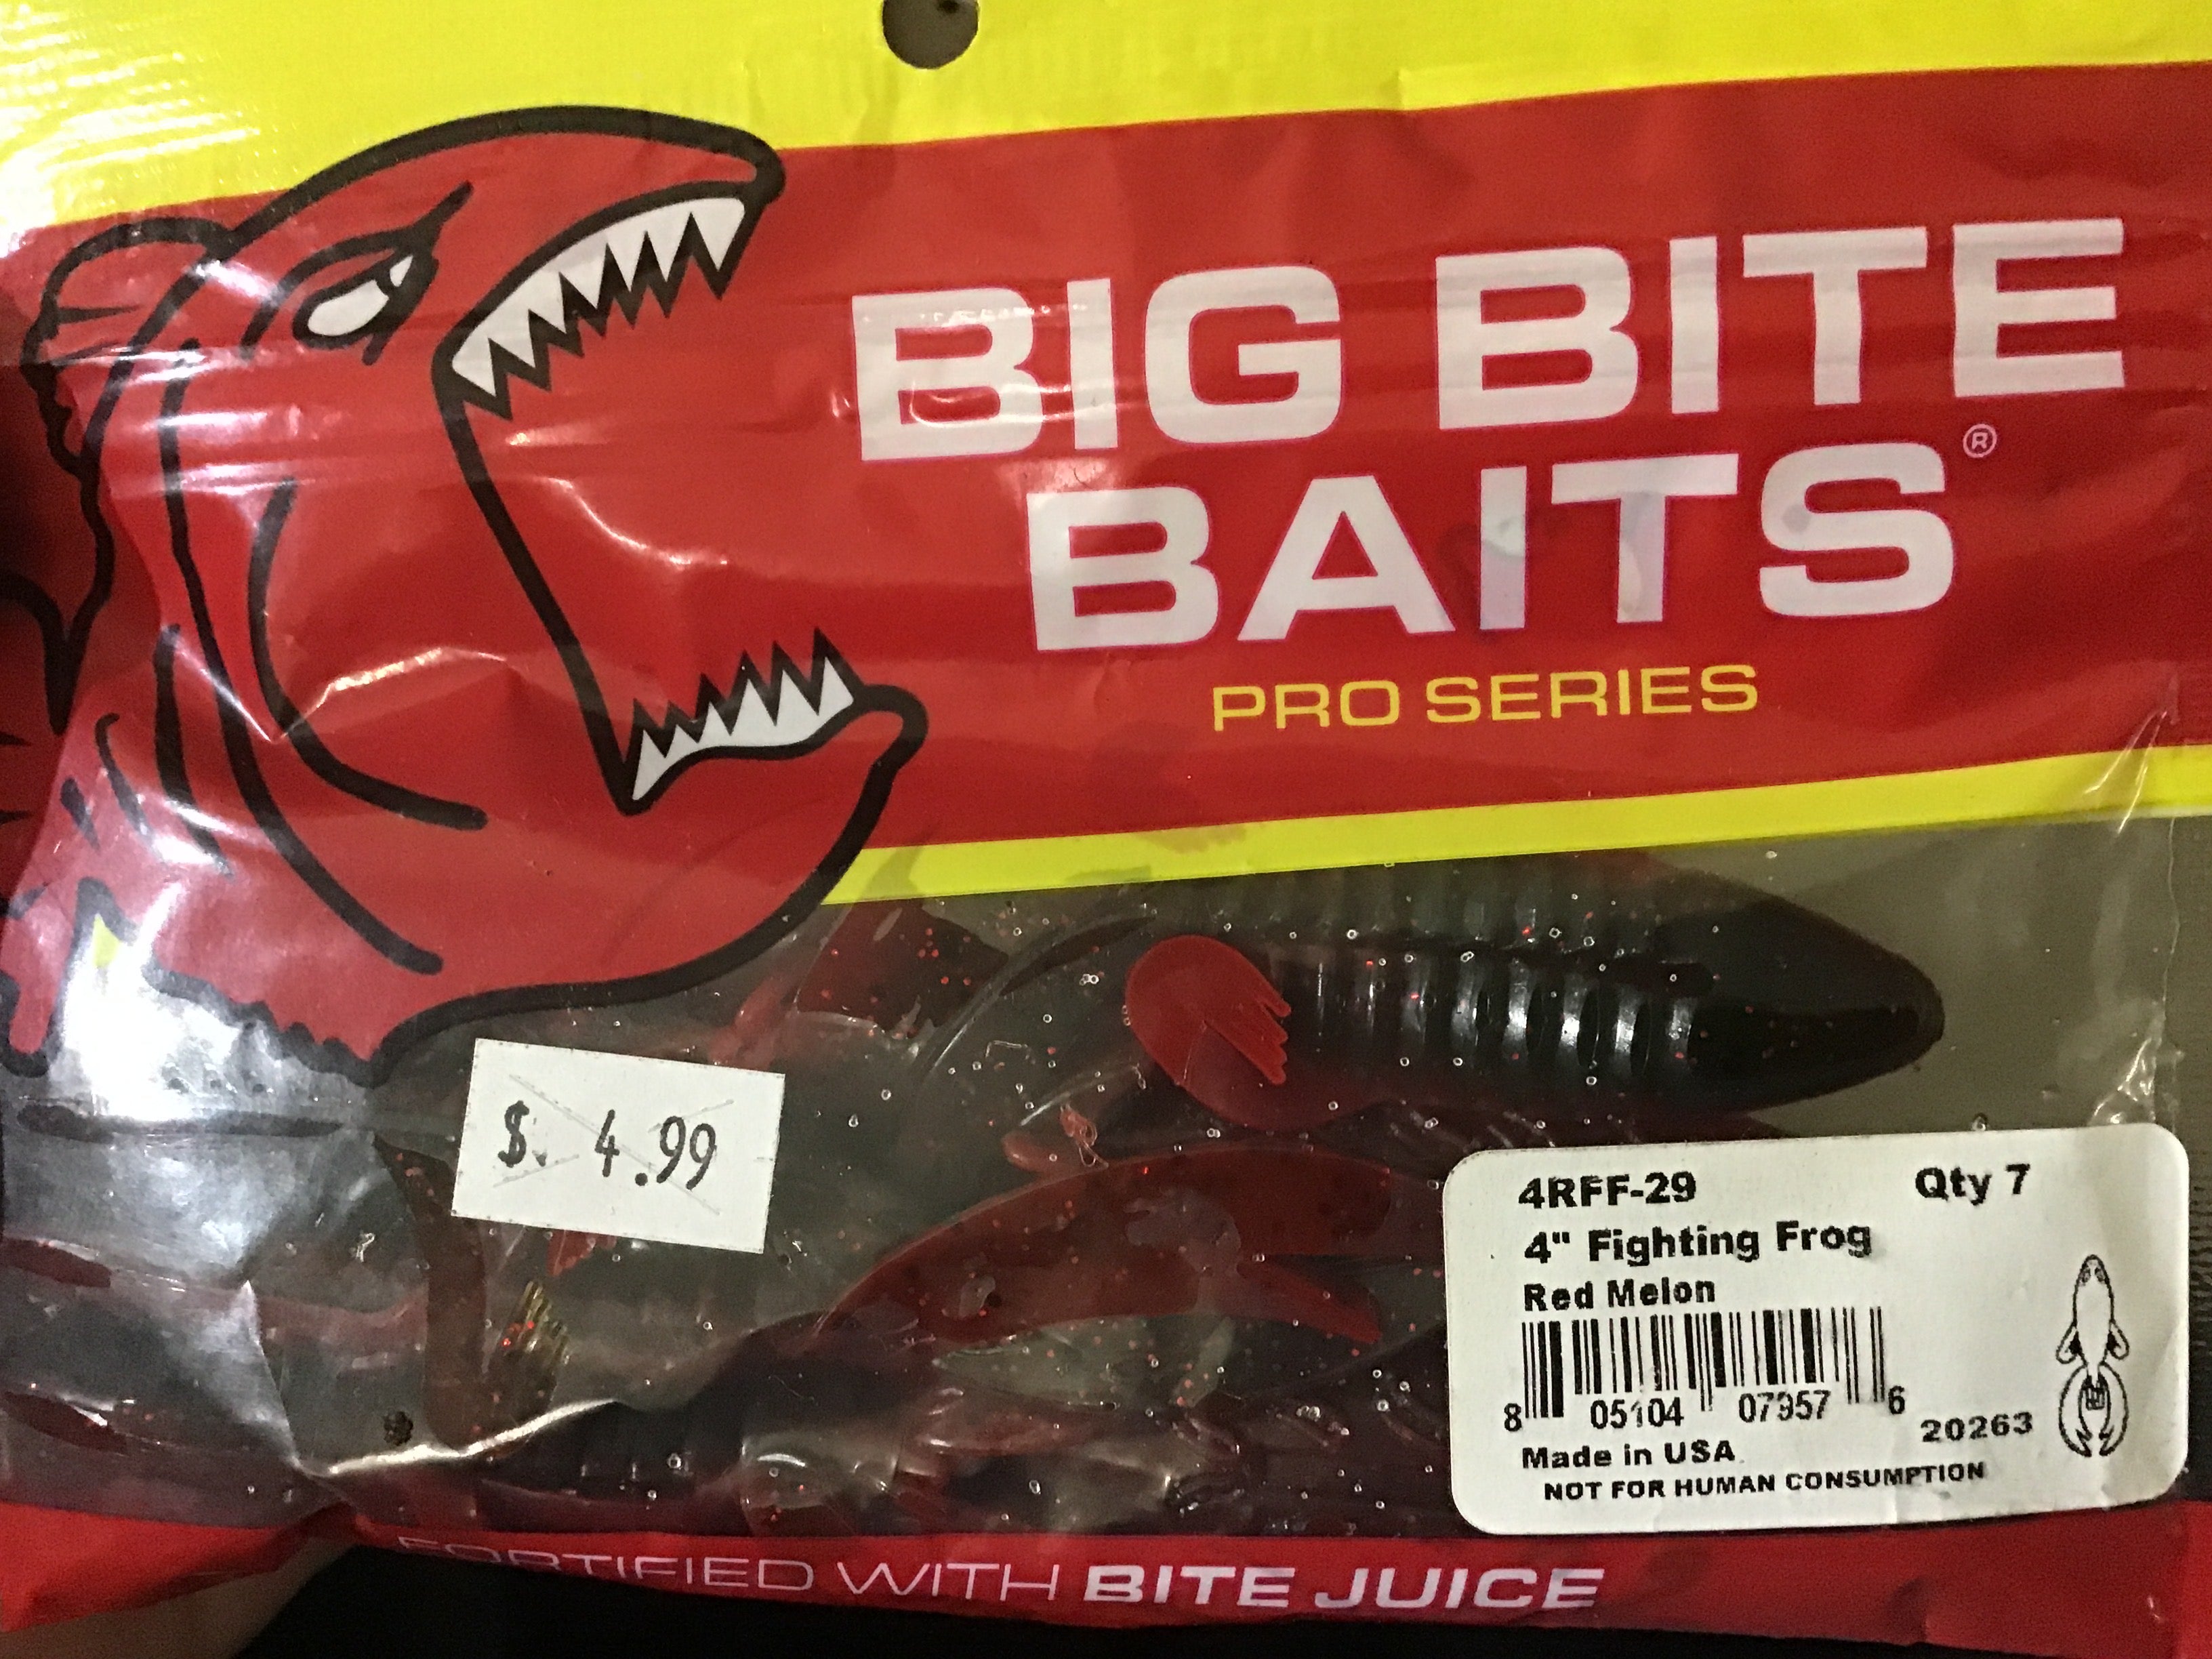 BIG BITE
BAITS®
PRO SERIES
$. 4.99
4RFF-29 Qty 7
4" Fighting Frog
Red Melon
8 05104 07957 6
20263
Made in USA
NOT FOR HUMAN CONSUMPTION
FORTIFIED WITH BITE JUICE